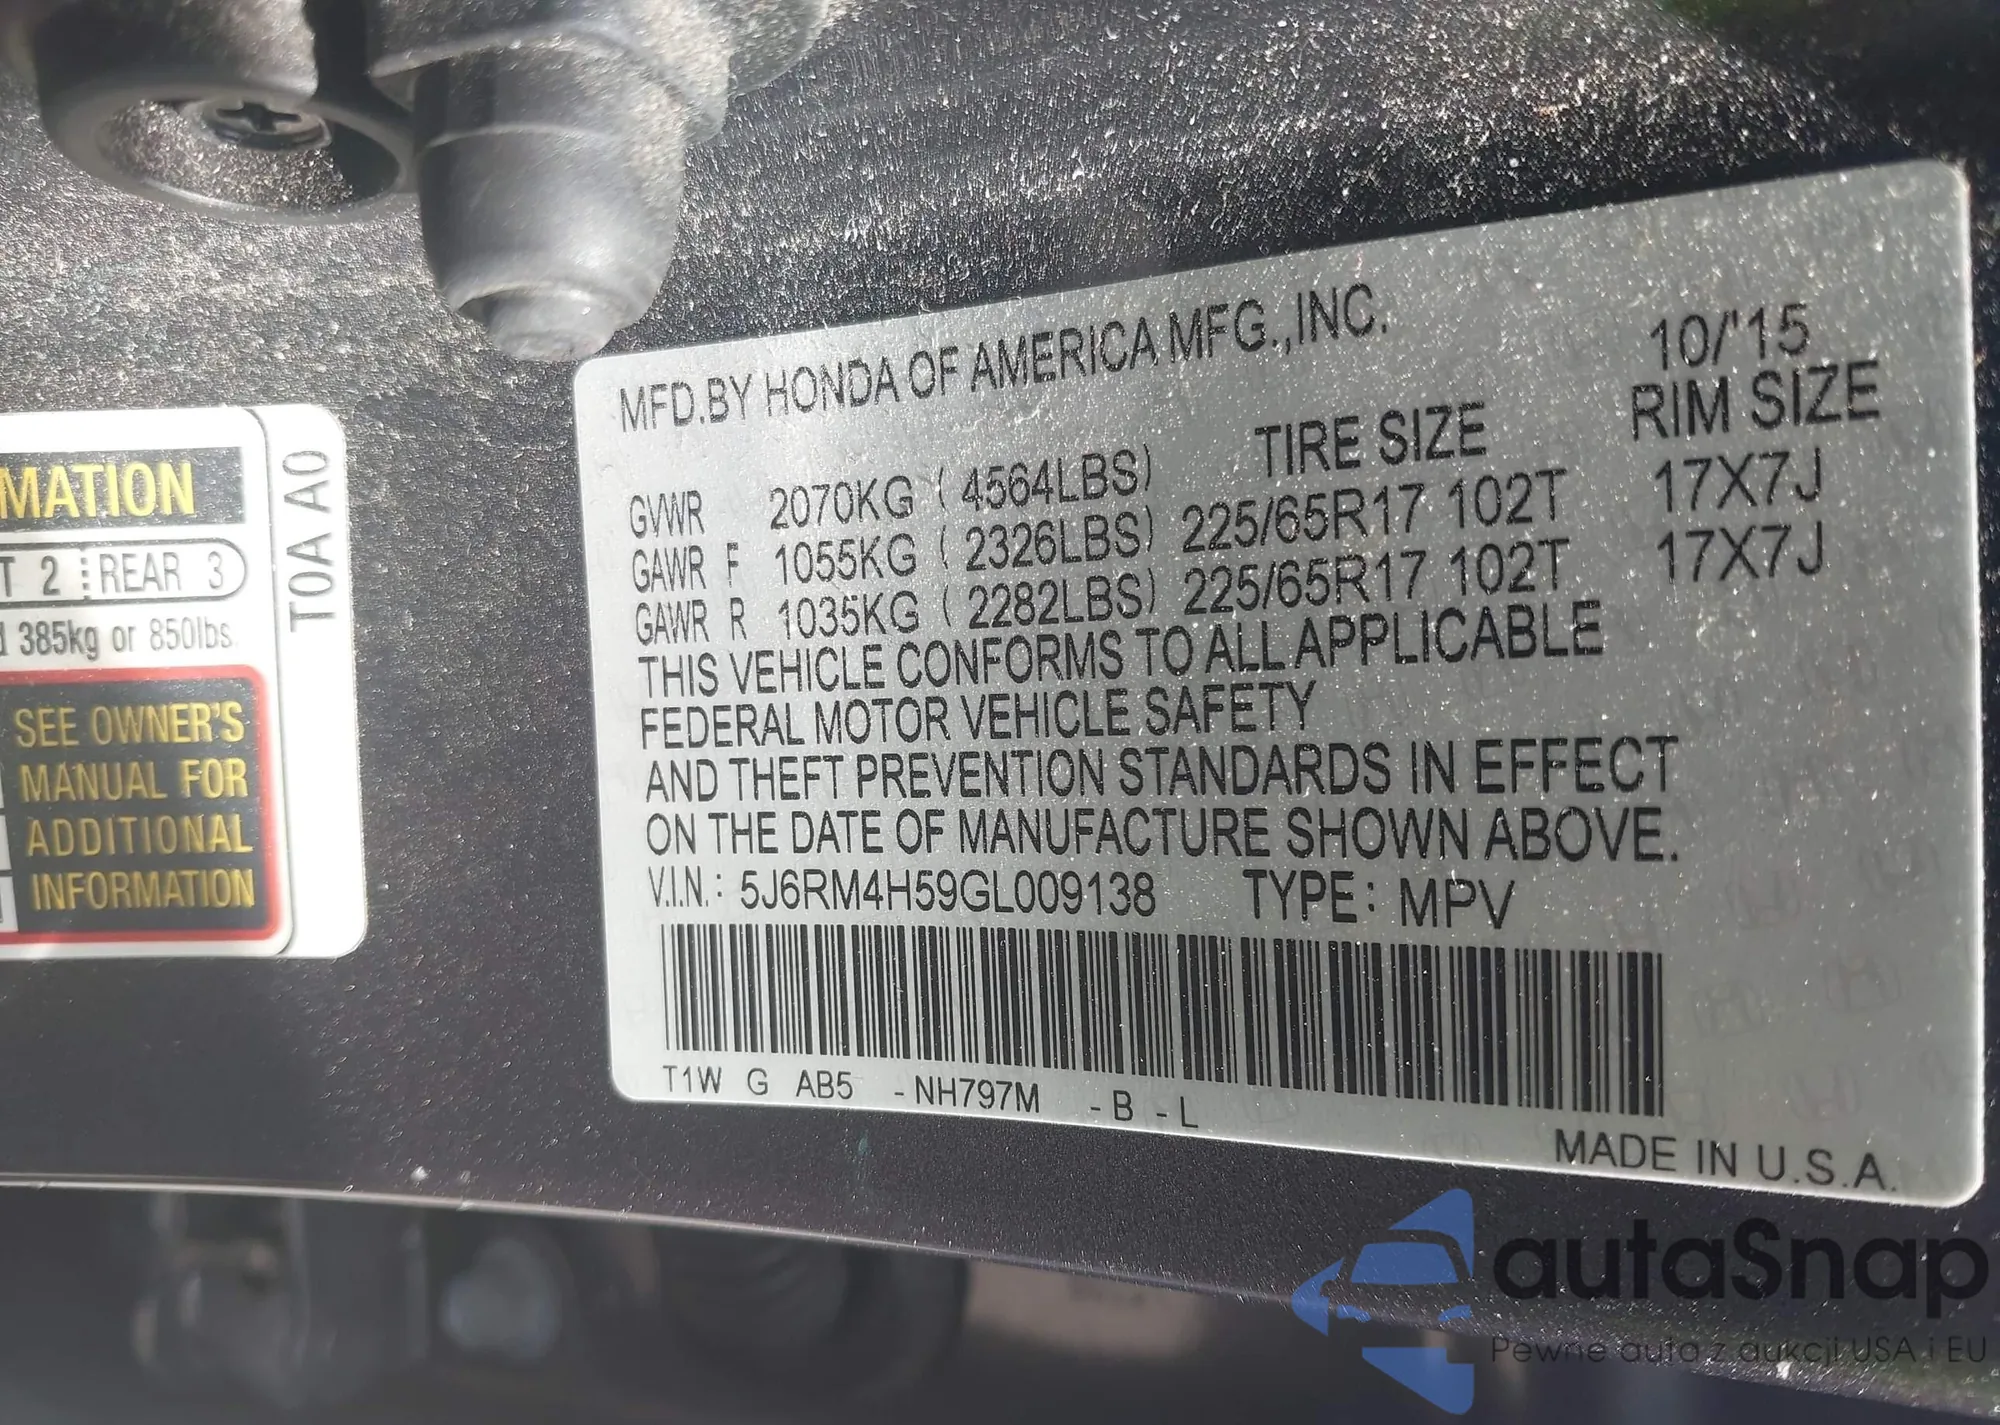 MATION
T 2 REAR 3
385kg or 850lbs.
SEE OWNER'S
MANUAL FOR
ADDITIONAL
INFORMATION
T0A A0
MFD.BY HONDA OF AMERICA MFG.,INC. 10/'15
TIRE SIZE RIM SIZE
GVWR 2070KG ( 4564LBS)
GAWR F 1055KG ( 2326LBS) 225/65R17 102T 17X7J
GAWR R 1035KG ( 2282LBS) 225/65R17 102T 17X7J
THIS VEHICLE CONFORMS TO ALL APPLICABLE
FEDERAL MOTOR VEHICLE SAFETY
AND THEFT PREVENTION STANDARDS IN EFFECT
ON THE DATE OF MANUFACTURE SHOWN ABOVE.
V.I.N.: 5J6RM4H59GL009138 TYPE: MPV
T1W G AB5 -NH797M -B -L
MADE IN U.S.A.
autaSnap
Pewne auta z aukcji USA i EU